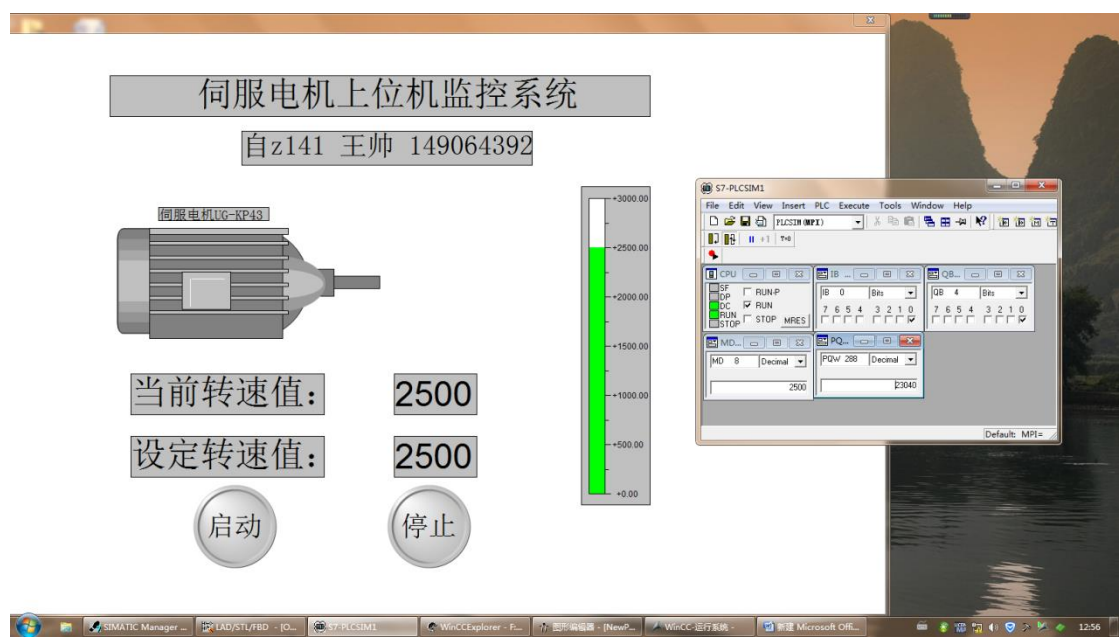 伺服电机上位机监控系统
自z141 王帅 149064392
伺服电机UG-KP43
当前转速值： 2500
设定转速值： 2500
启动 停止
+3000.00
+2500.00
+2000.00
+1500.00
+1000.00
+500.00
+0.00
S7-PLCSIM1
File Edit View Insert PLC Execute Tools Window Help
PLCSIM(MPI)
T=0
CPU
SF
DP
DC
RUN
STOP
RUN-P
RUN
STOP MRES
IB ...
IB 0 Bits
7 6 5 4 3 2 1 0
QB...
QB 4 Bits
7 6 5 4 3 2 1 0
MD...
MD 8 Decimal
2500
PQ...
PQW 288 Decimal
23040
Default: MPI=
SIMATIC Manager ...
LAD/STL/FBD - [O...
S7-PLCSIM1
WinCCExplorer - F:...
图形编辑器 - [NewP...
WinCC-运行系统 -
新建 Microsoft Offi...
12:56